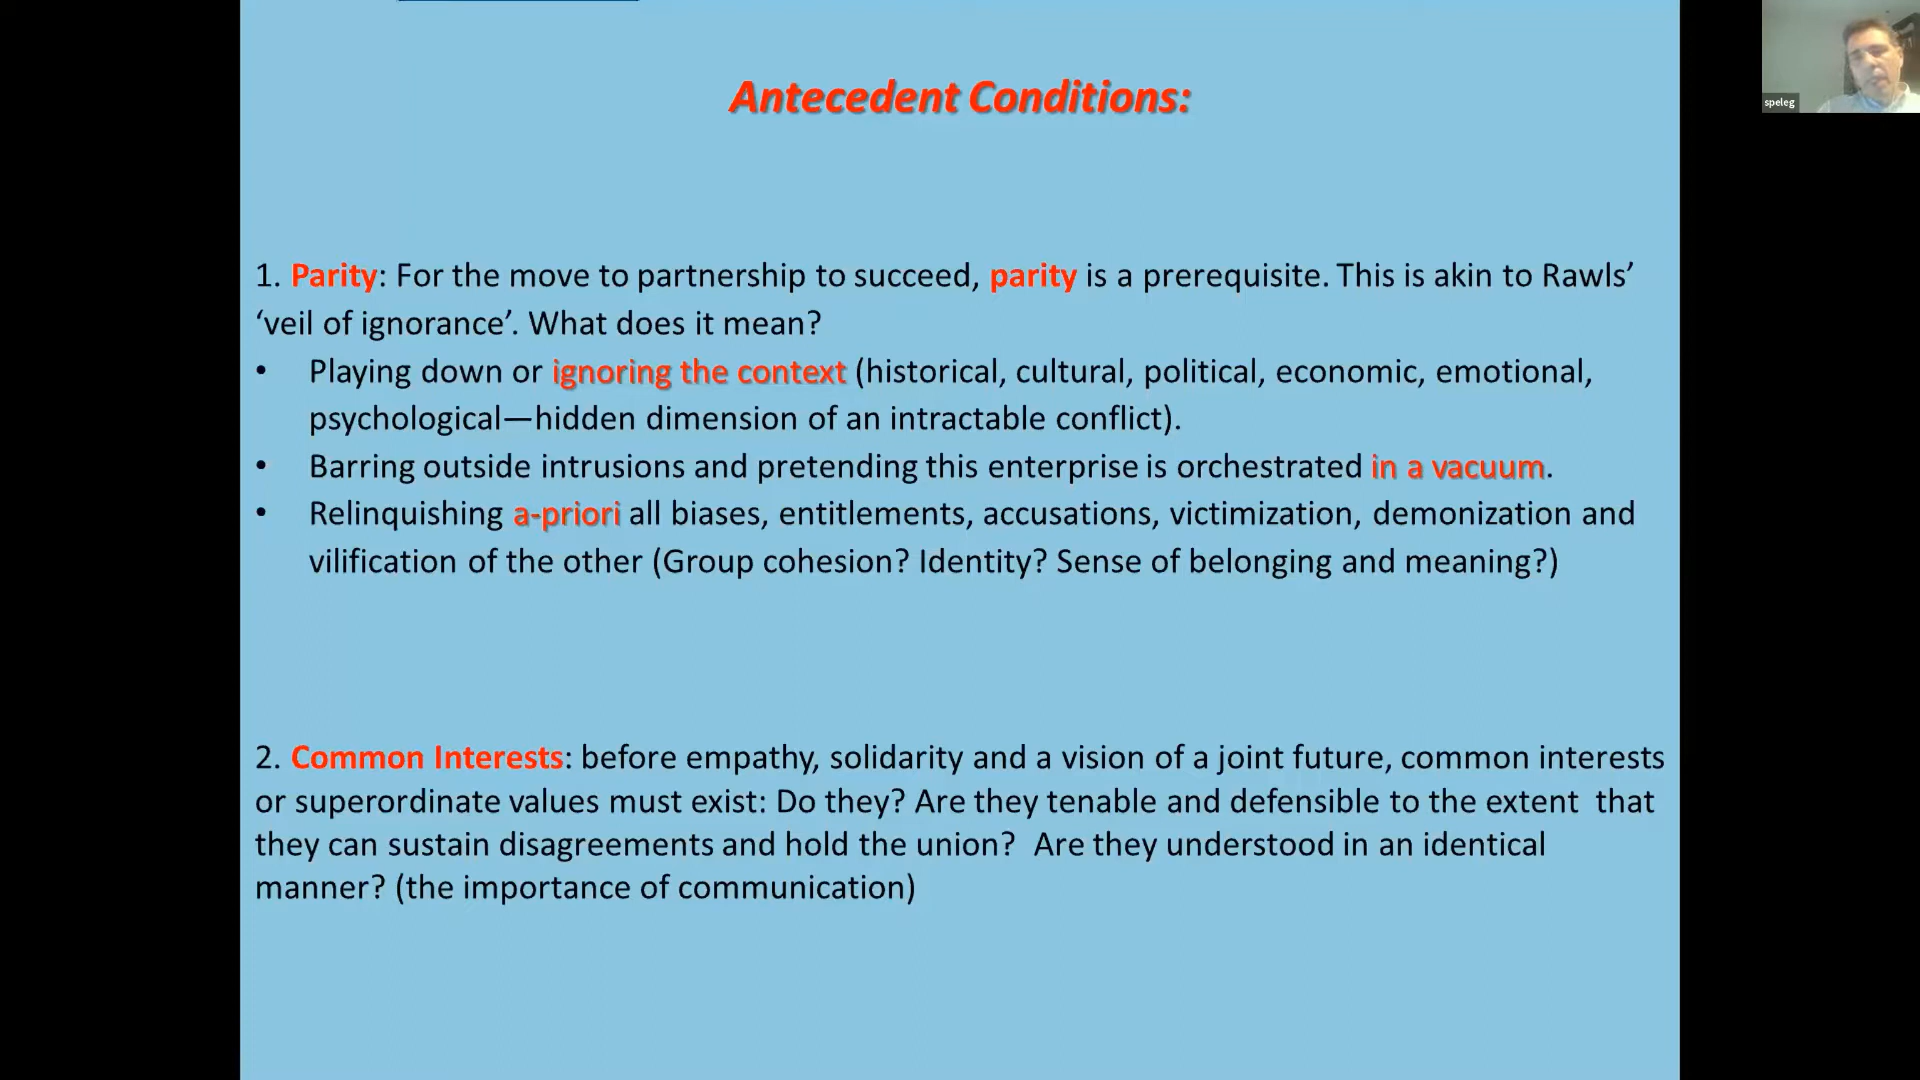 Antecedent Conditions:
speleg
1. Parity: For the move to partnership to succeed, parity is a prerequisite. This is akin to Rawls’
‘veil of ignorance’. What does it mean?
• Playing down or ignoring the context (historical, cultural, political, economic, emotional,
psychological—hidden dimension of an intractable conflict).
• Barring outside intrusions and pretending this enterprise is orchestrated in a vacuum.
• Relinquishing a-priori all biases, entitlements, accusations, victimization, demonization and
vilification of the other (Group cohesion? Identity? Sense of belonging and meaning?)
2. Common Interests: before empathy, solidarity and a vision of a joint future, common interests
or superordinate values must exist: Do they? Are they tenable and defensible to the extent that
they can sustain disagreements and hold the union? Are they understood in an identical
manner? (the importance of communication)